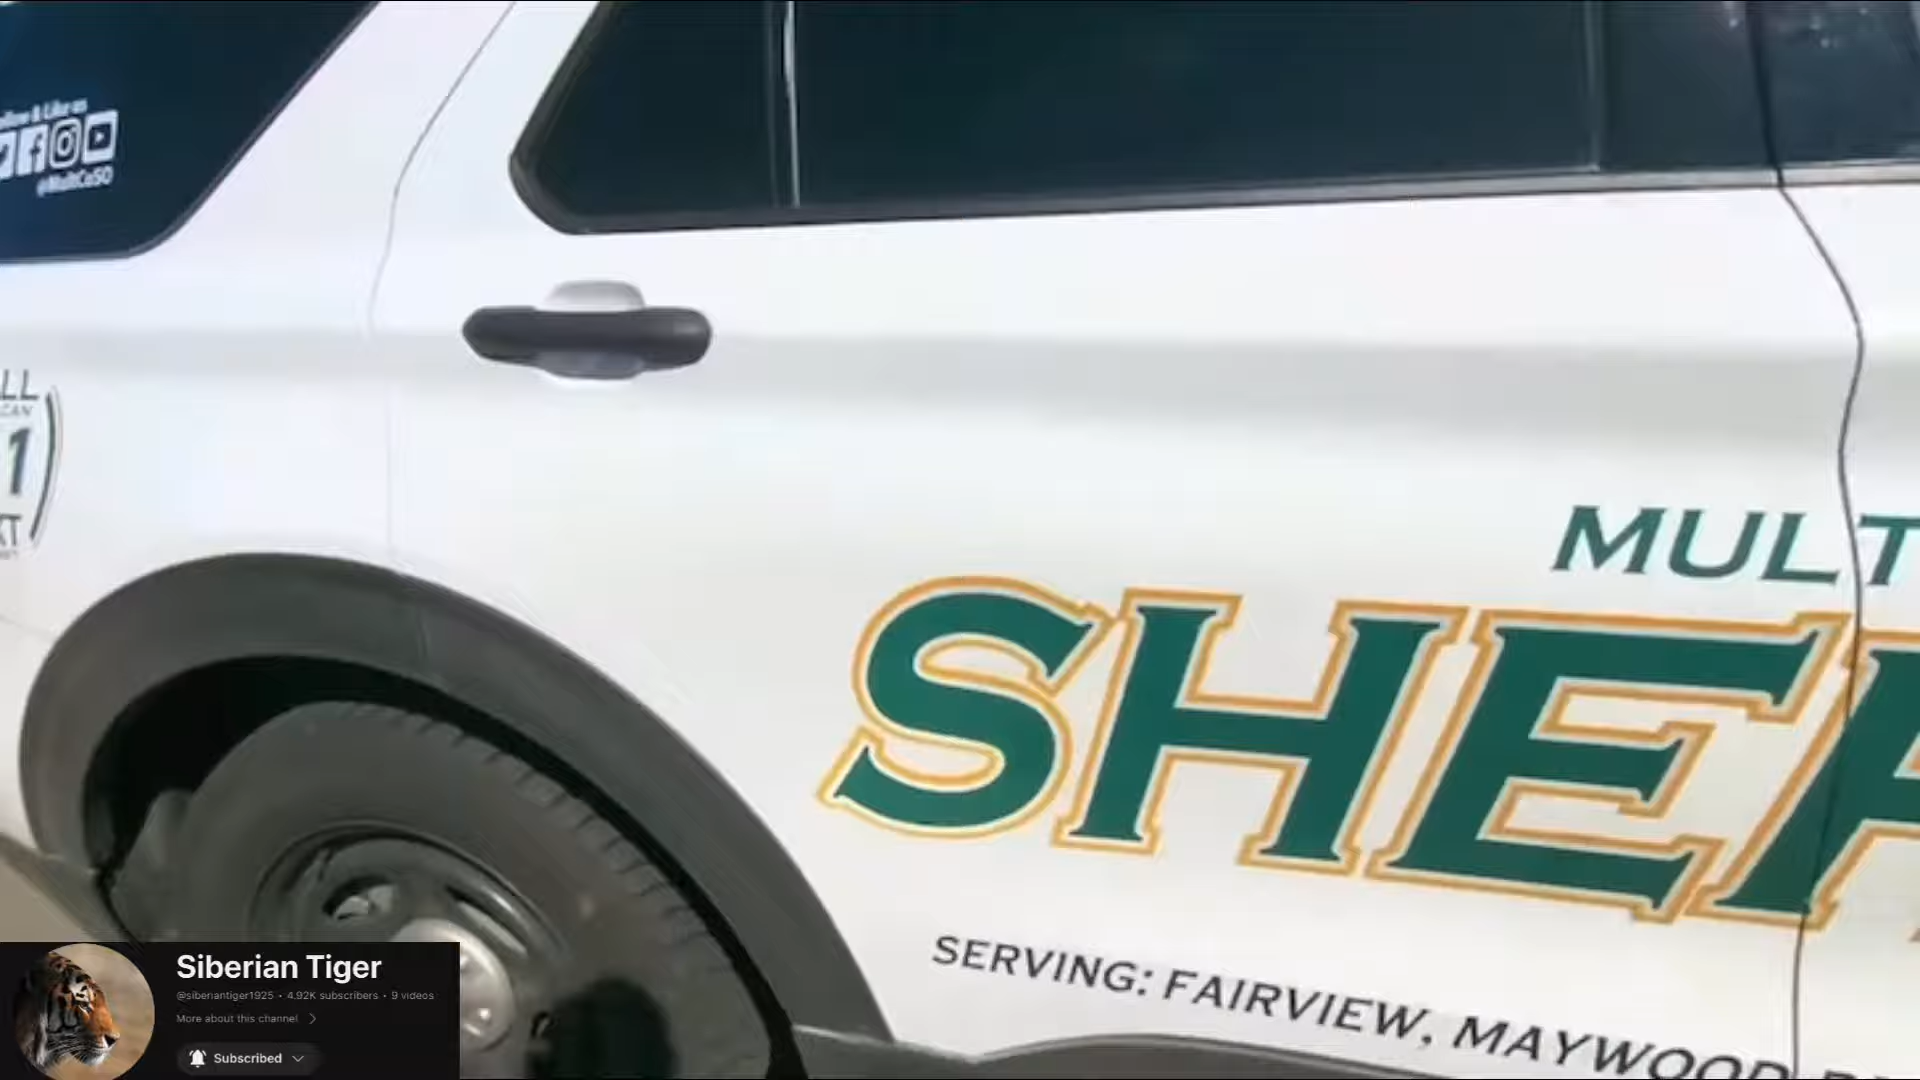 Follow & Like us
@MultCoSO
MULT
SHER
SERVING: FAIRVIEW, MAYWOOD
Siberian Tiger
@siberiantiger1925 • 4.92K subscribers • 9 videos
More about this channel
Subscribed